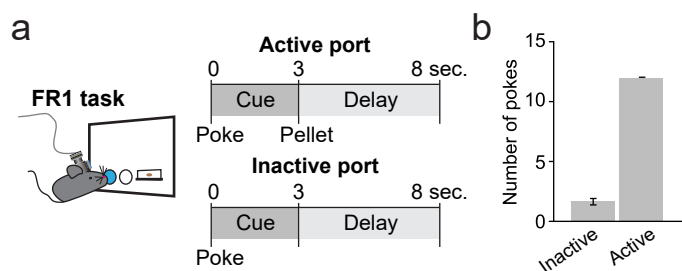 a
FR1 task
Active port
0 3 8 sec.
Cue Delay
Poke Pellet
Inactive port
0 3 8 sec.
Cue Delay
Poke
b
Number of pokes
15
10
5
0
Inactive Active